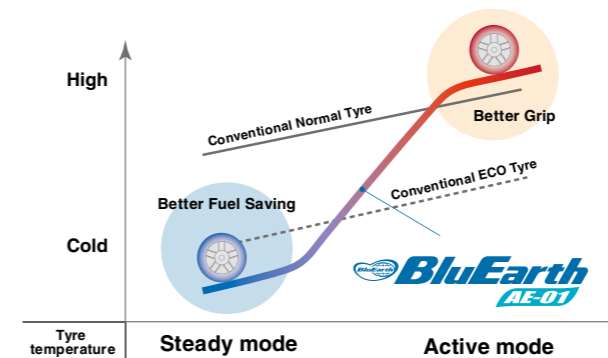 High
Conventional Normal Tyre
Better Grip
Conventional ECO Tyre
Better Fuel Saving
Cold
BluEarth
BluEarth
AE-01
Tyre
temperature
Steady mode
Active mode